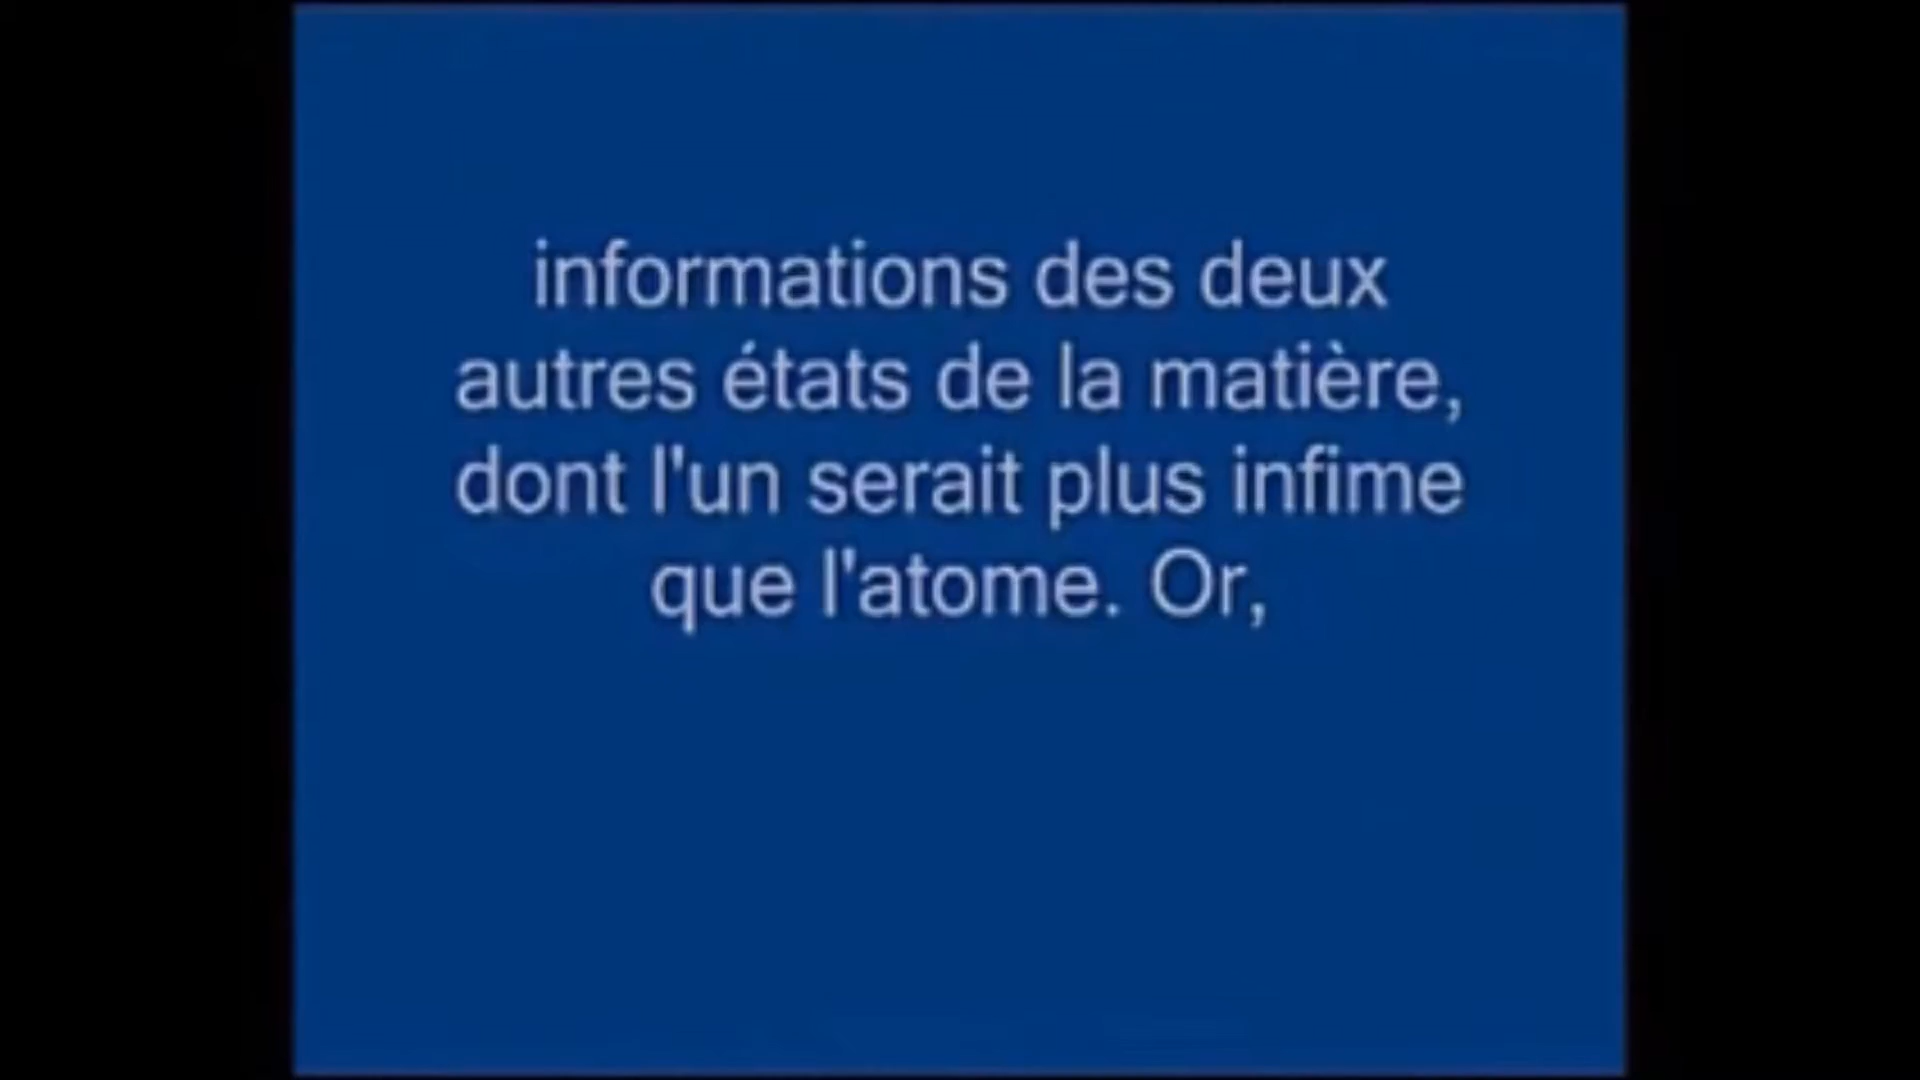 informations des deux
autres états de la matière,
dont l'un serait plus infime
que l'atome. Or,